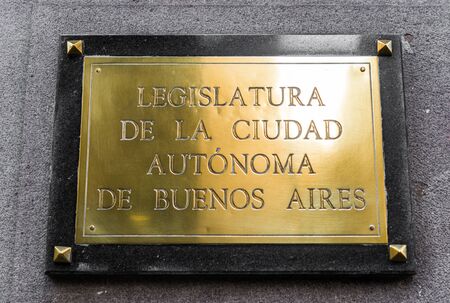 LEGISLATURA
DE LA CIUDAD
AUTÓNOMA
DE BUENOS AIRES